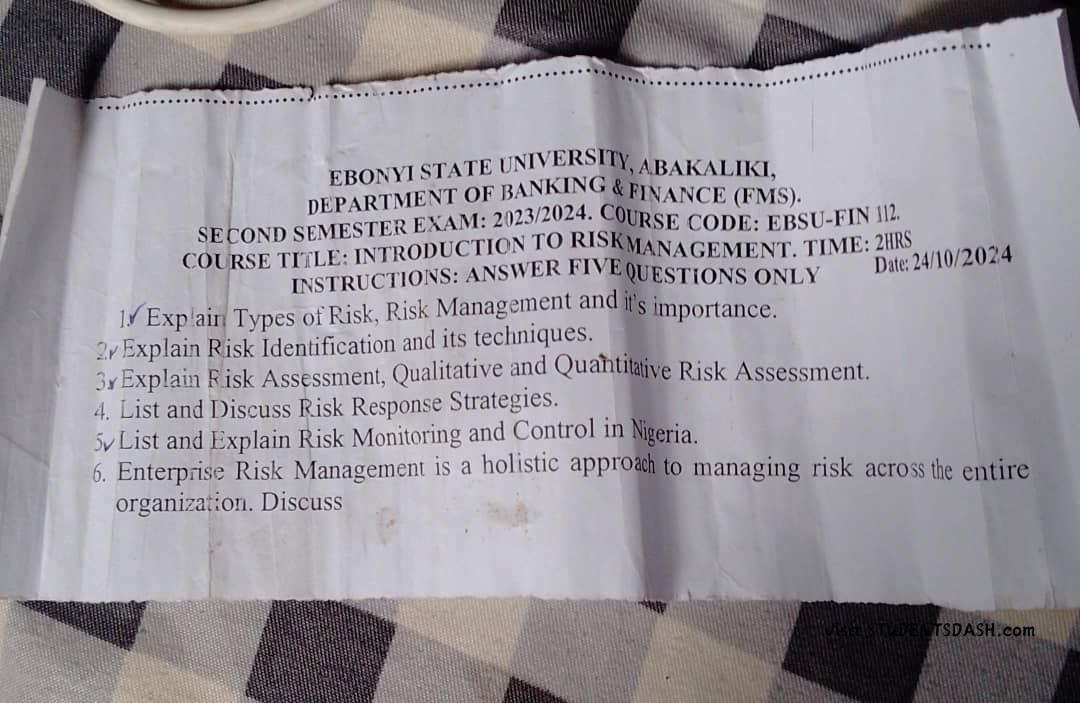 EBONYI STATE UNIVERSITY, ABAKALIKI,
DEPARTMENT OF BANKING & FINANCE (FMS).
SECOND SEMESTER EXAM: 2023/2024. COURSE CODE: EBSU-FIN 112.
COURSE TITLE: INTRODUCTION TO RISK MANAGEMENT. TIME: 2HRS
INSTRUCTIONS: ANSWER FIVE QUESTIONS ONLY Date: 24/10/2024
1. Explain Types of Risk, Risk Management and it's importance.
2. Explain Risk Identification and its techniques.
3. Explain Risk Assessment, Qualitative and Quantitative Risk Assessment.
4. List and Discuss Risk Response Strategies.
5. List and Explain Risk Monitoring and Control in Nigeria.
6. Enterprise Risk Management is a holistic approach to managing risk across the entire
organization. Discuss
visit STUDENTSDASH.com